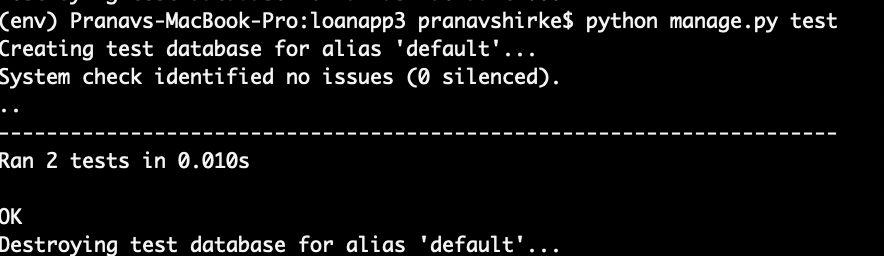 (env) Pranavs-MacBook-Pro:loanapp3 pranavshirke$ python manage.py test
Creating test database for alias 'default'...
System check identified no issues (0 silenced).
..
----------------------------------------------------------------------
Ran 2 tests in 0.010s
OK
Destroying test database for alias 'default'...